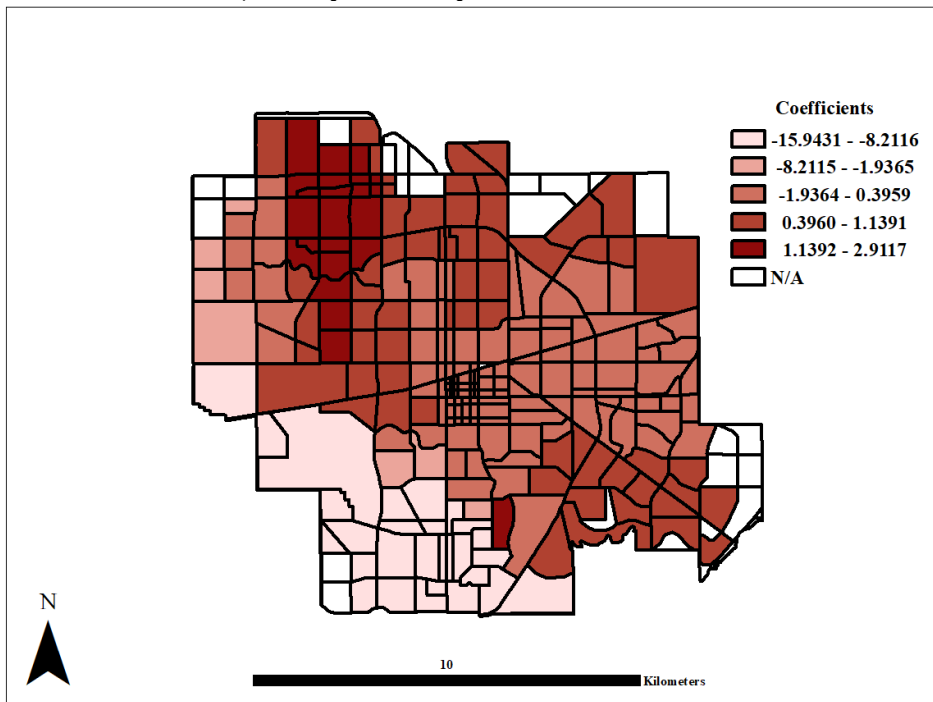 Coefficients
-15.9431 - -8.2116
-8.2115 - -1.9365
-1.9364 - 0.3959
0.3960 - 1.1391
1.1392 - 2.9117
N/A
N
10
Kilometers